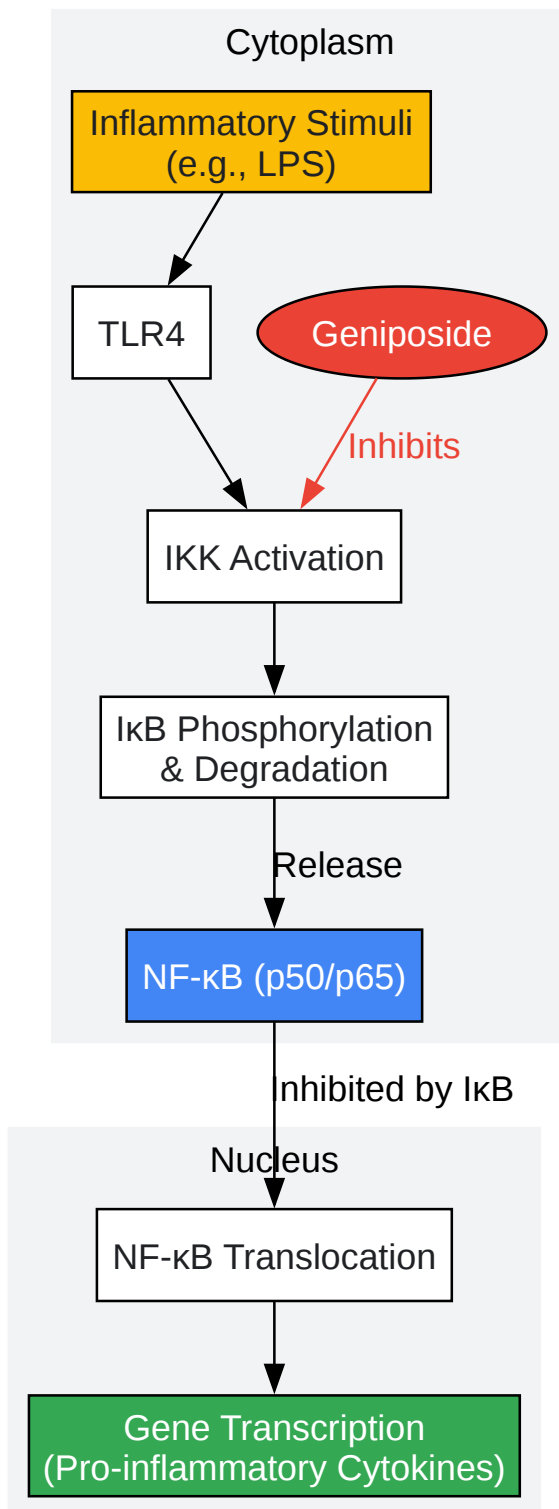 Cytoplasm
Inflammatory Stimuli
(e.g., LPS)
TLR4
Geniposide
Inhibits
IKK Activation
IκB Phosphorylation
& Degradation
Release
NF-κB (p50/p65)
Inhibited by IκB
Nucleus
NF-κB Translocation
Gene Transcription
(Pro-inflammatory Cytokines)